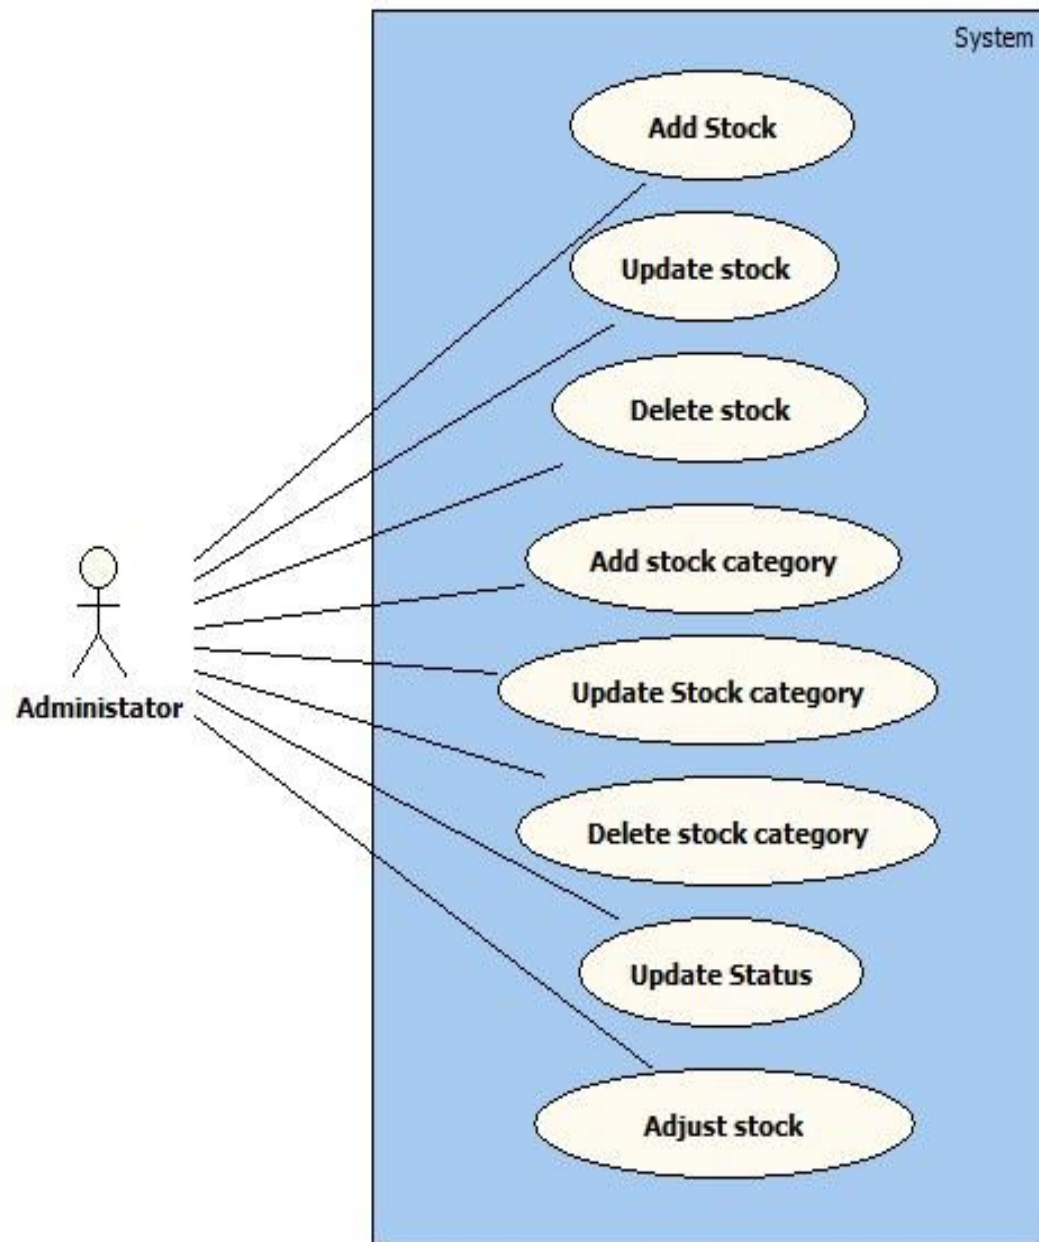 System
Add Stock
Update stock
Delete stock
Add stock category
Update Stock category
Administator
Delete stock category
Update Status
Adjust stock